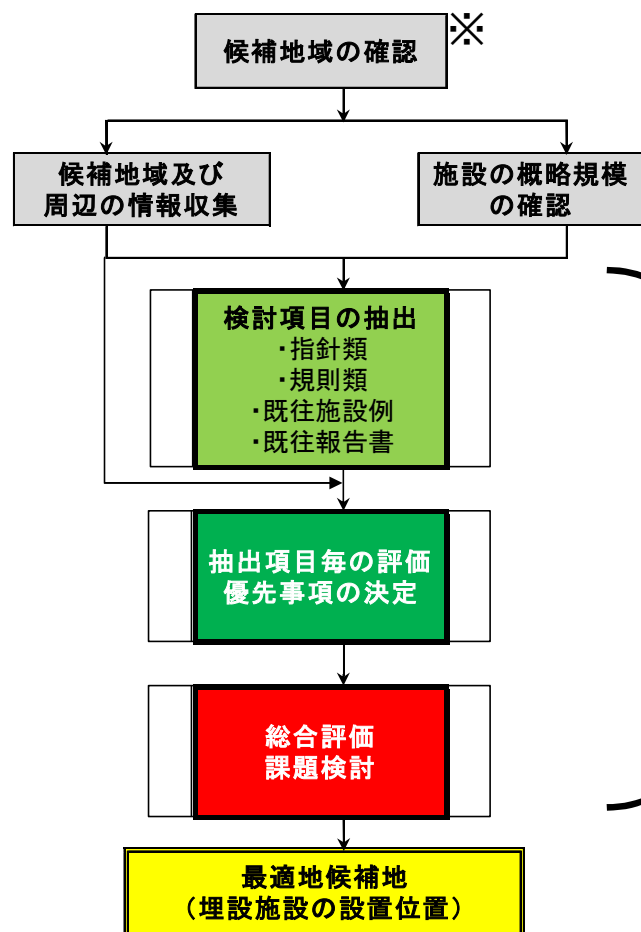 候補地域の確認
※
候補地域及び
周辺の情報収集
施設の概略規模
の確認
検討項目の抽出
・指針類
・規則類
・既往施設例
・既往報告書
抽出項目毎の評価
優先事項の決定
総合評価
課題検討
最適地候補地
（埋設施設の設置位置）